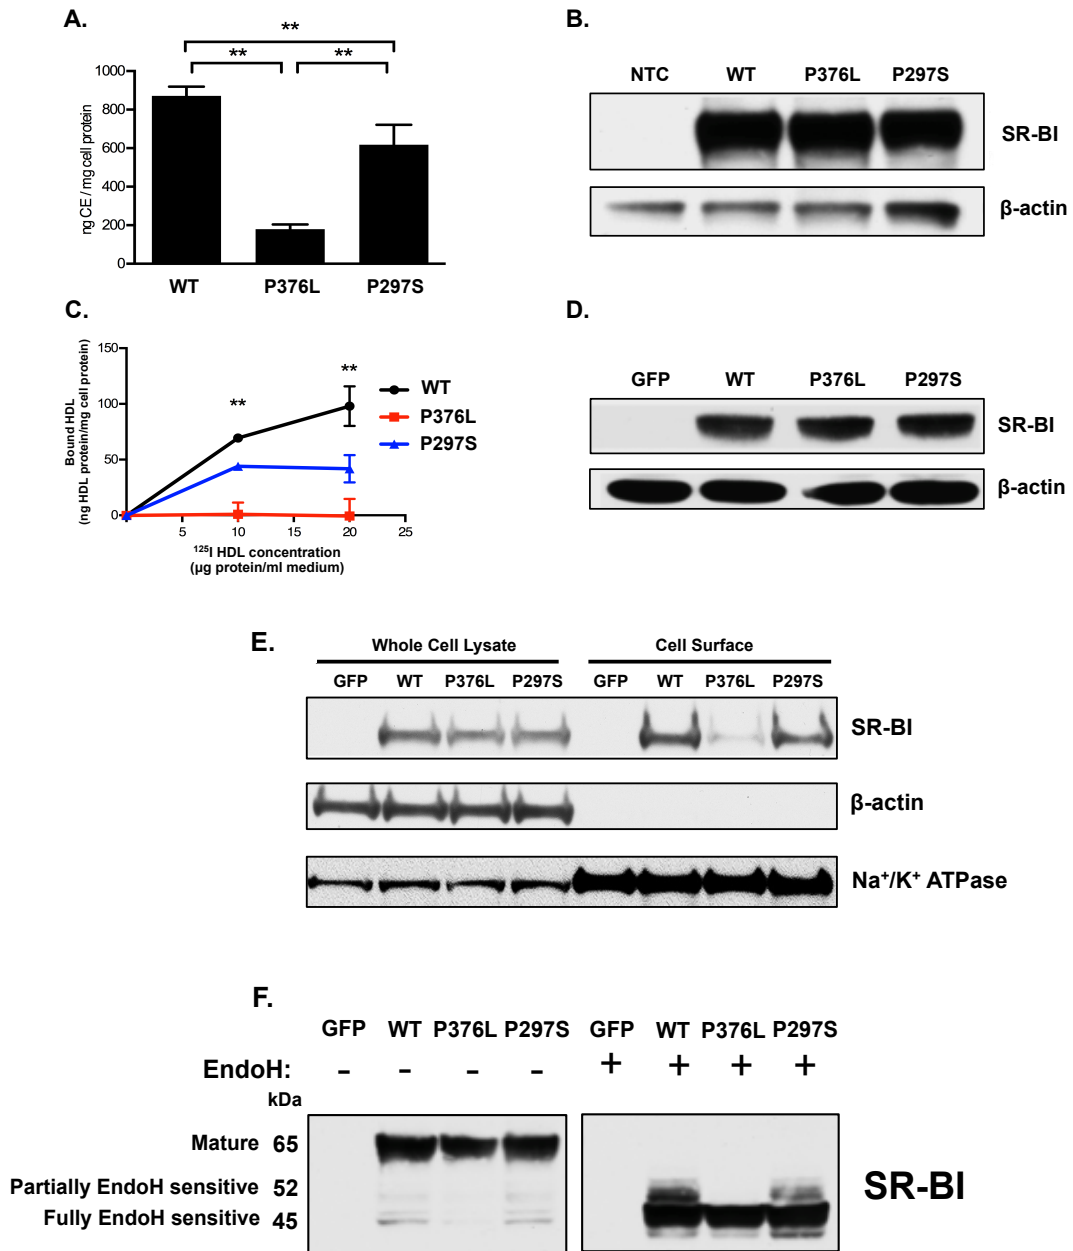 A.
** ** **
1000
800
600
400
200
0
ng CE / mg cell protein
WT P376L P297S
B.
NTC WT P376L P297S
SR-BI
β-actin
C.
150
100
50
0
Bound HDL
(ng HDL protein/mg cell protein)
** **
5 10 15 20 25
¹²⁵I HDL concentration
(µg protein/ml medium)
WT
P376L
P297S
D.
GFP WT P376L P297S
SR-BI
β-actin
E.
Whole Cell Lysate Cell Surface
GFP WT P376L P297S GFP WT P376L P297S
SR-BI
β-actin
Na⁺/K⁺ ATPase
F.
GFP WT P376L P297S GFP WT P376L P297S
EndoH: - - - - + + + +
kDa
Mature 65
Partially EndoH sensitive 52
Fully EndoH sensitive 45
SR-BI